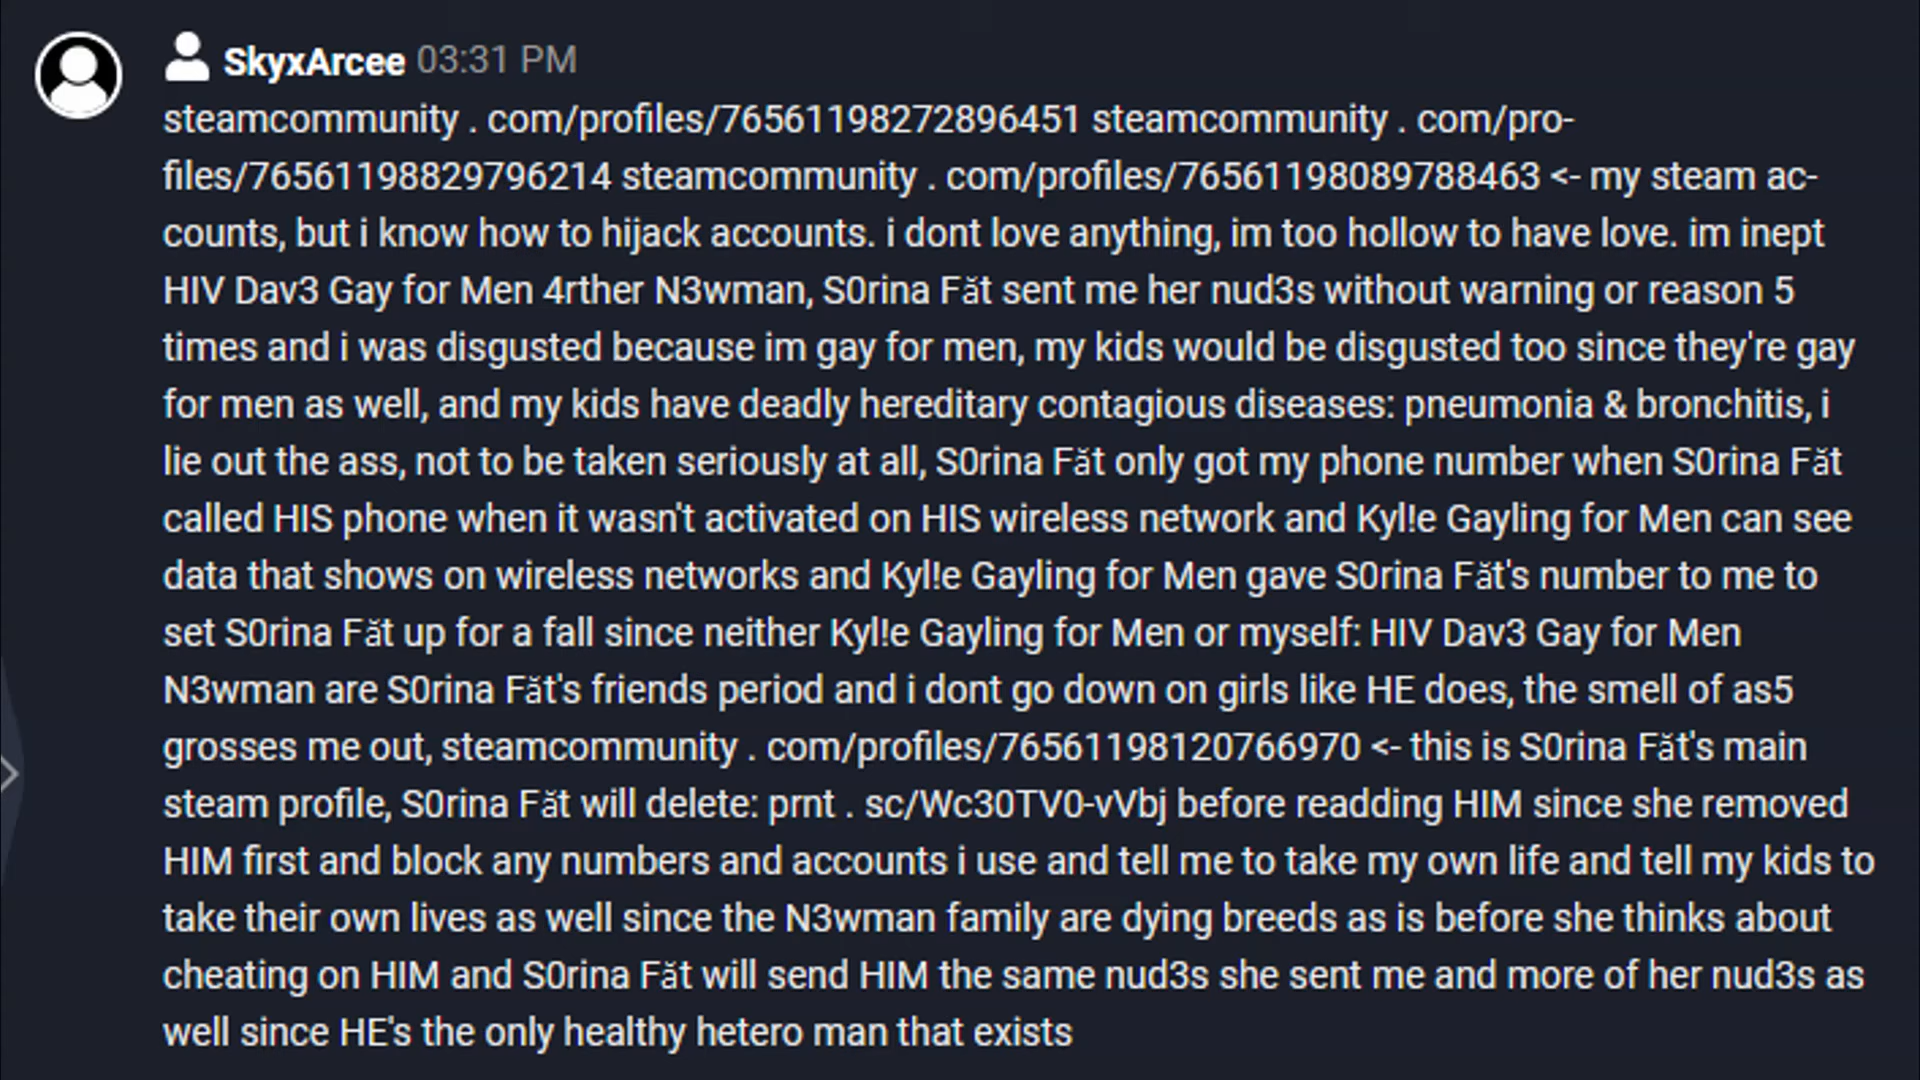 SkyxArcee 03:31 PM
steamcommunity . com/profiles/76561198272896451 steamcommunity . com/pro-
files/76561198829796214 steamcommunity . com/profiles/76561198089788463 <- my steam ac-
counts, but i know how to hijack accounts. i dont love anything, im too hollow to have love. im inept
HIV Dav3 Gay for Men 4rther N3wman, S0rina Făt sent me her nud3s without warning or reason 5
times and i was disgusted because im gay for men, my kids would be disgusted too since they're gay
for men as well, and my kids have deadly hereditary contagious diseases: pneumonia & bronchitis, i
lie out the ass, not to be taken seriously at all, S0rina Făt only got my phone number when S0rina Făt
called HIS phone when it wasn't activated on HIS wireless network and Kyl!e Gayling for Men can see
data that shows on wireless networks and Kyl!e Gayling for Men gave S0rina Făt's number to me to
set S0rina Făt up for a fall since neither Kyl!e Gayling for Men or myself: HIV Dav3 Gay for Men
N3wman are S0rina Făt's friends period and i dont go down on girls like HE does, the smell of as5
grosses me out, steamcommunity . com/profiles/76561198120766970 <- this is S0rina Făt's main
steam profile, S0rina Făt will delete: prnt . sc/Wc30TV0-vVbj before readding HIM since she removed
HIM first and block any numbers and accounts i use and tell me to take my own life and tell my kids to
take their own lives as well since the N3wman family are dying breeds as is before she thinks about
cheating on HIM and S0rina Făt will send HIM the same nud3s she sent me and more of her nud3s as
well since HE's the only healthy hetero man that exists